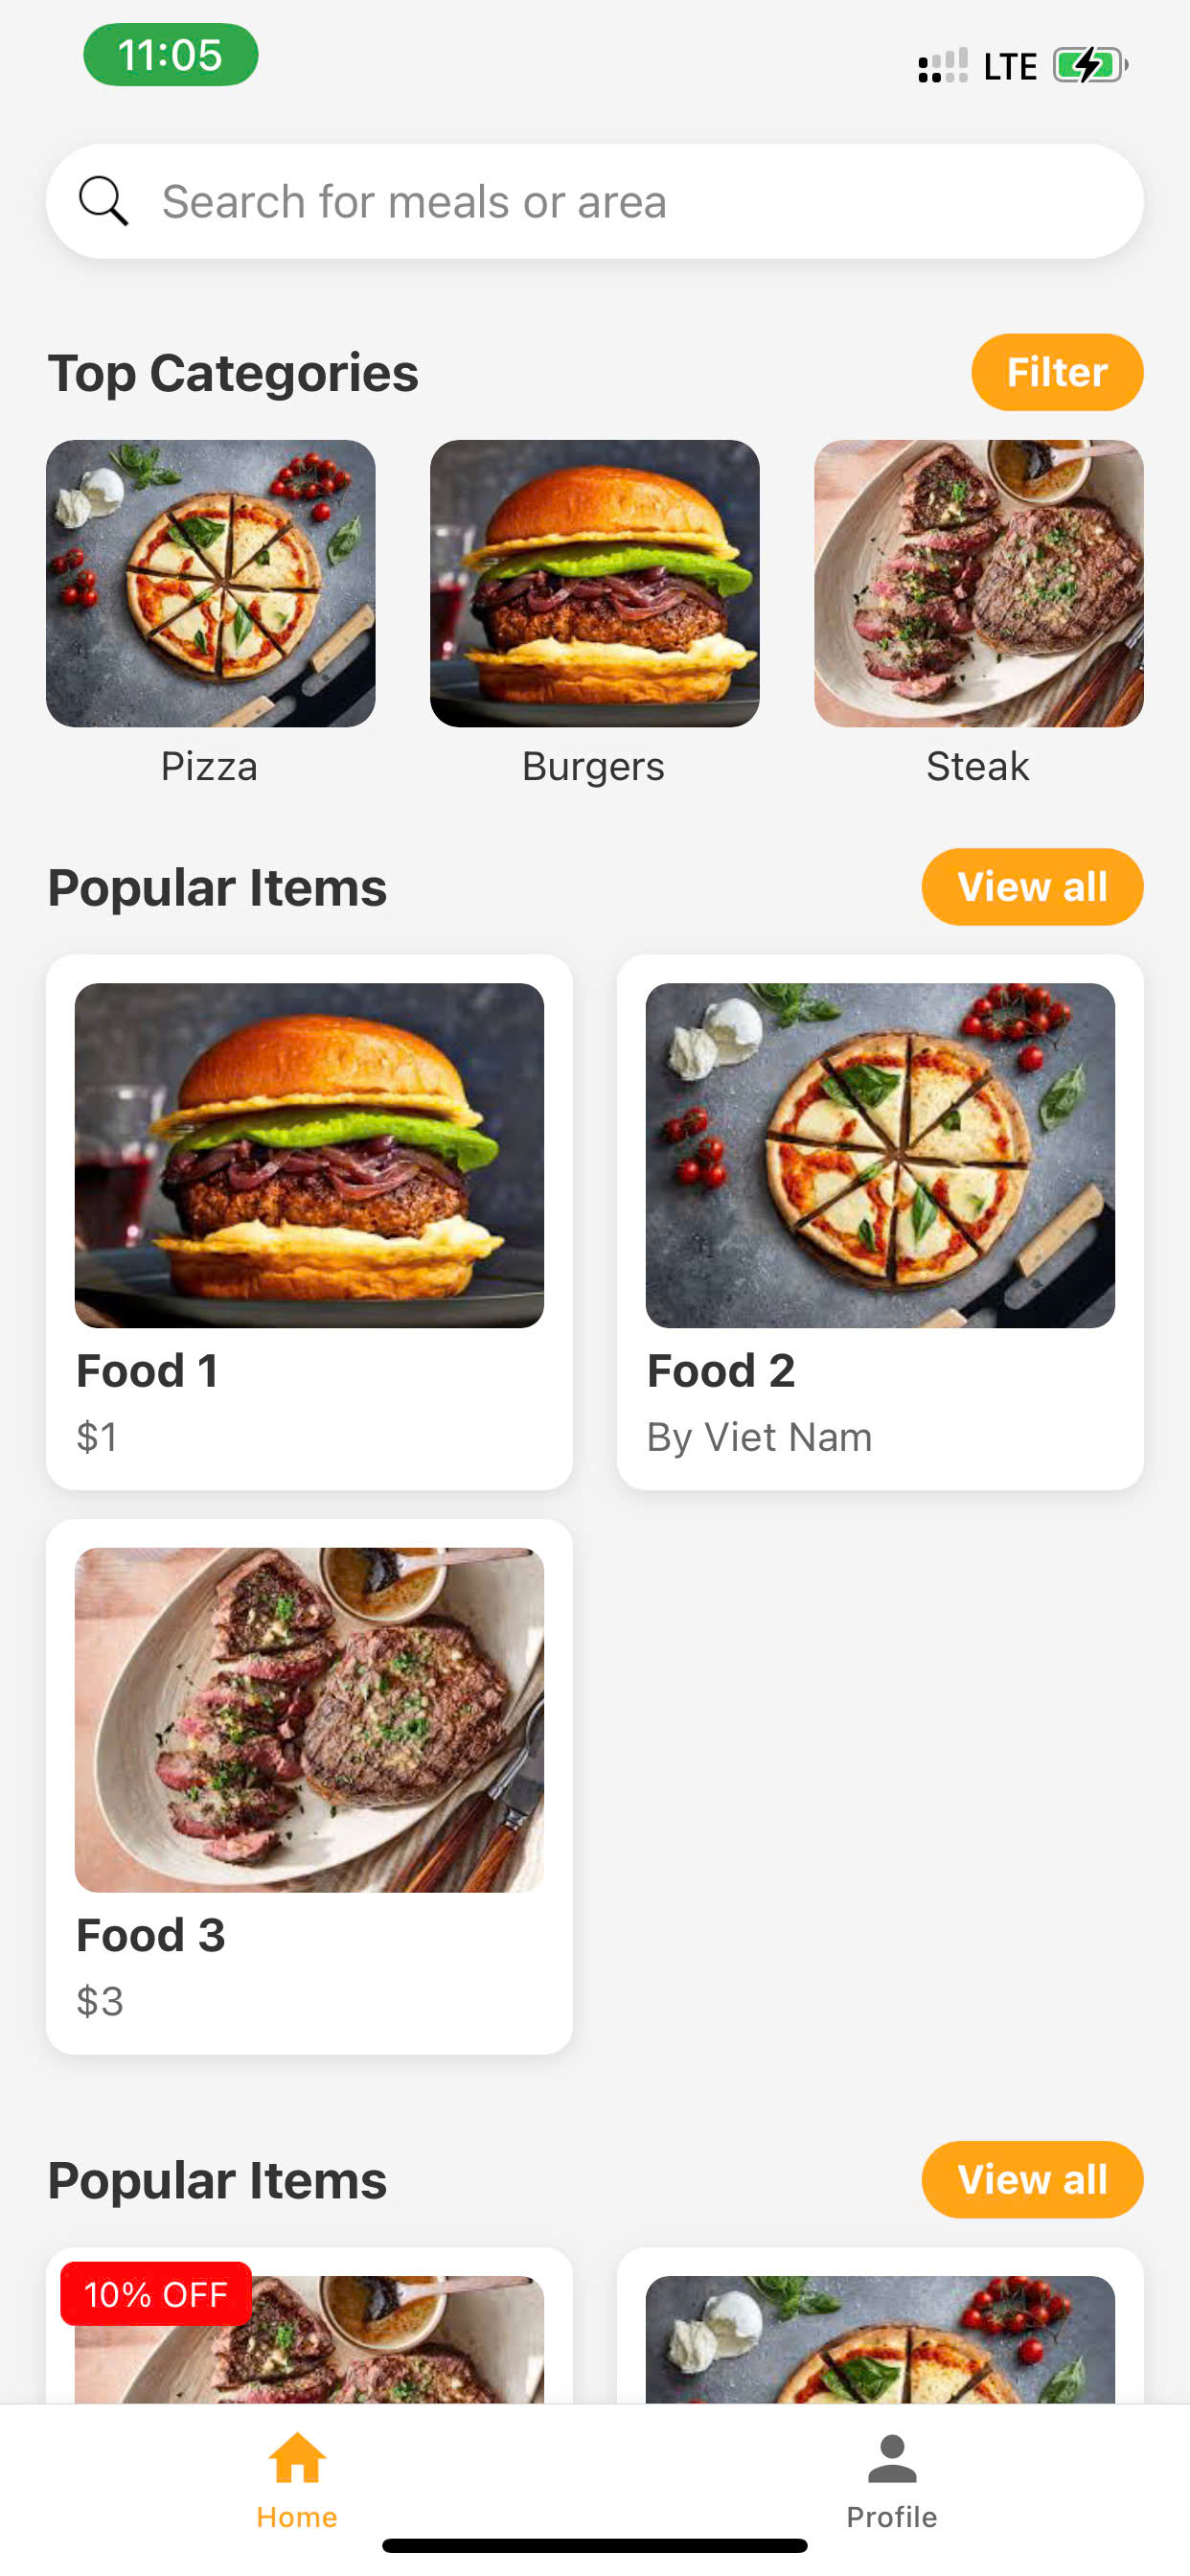 11:05
LTE
Search for meals or area
Top Categories
Filter
Pizza
Burgers
Steak
Popular Items
View all
Food 1
$1
Food 2
By Viet Nam
Food 3
$3
Popular Items
View all
10% OFF
Home
Profile